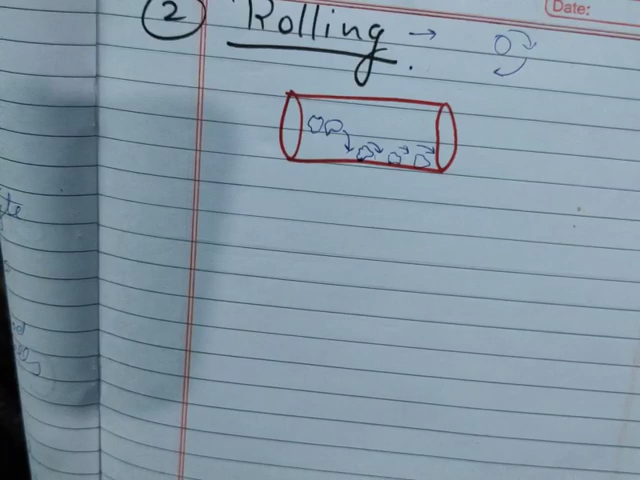 Date:
② Rolling →